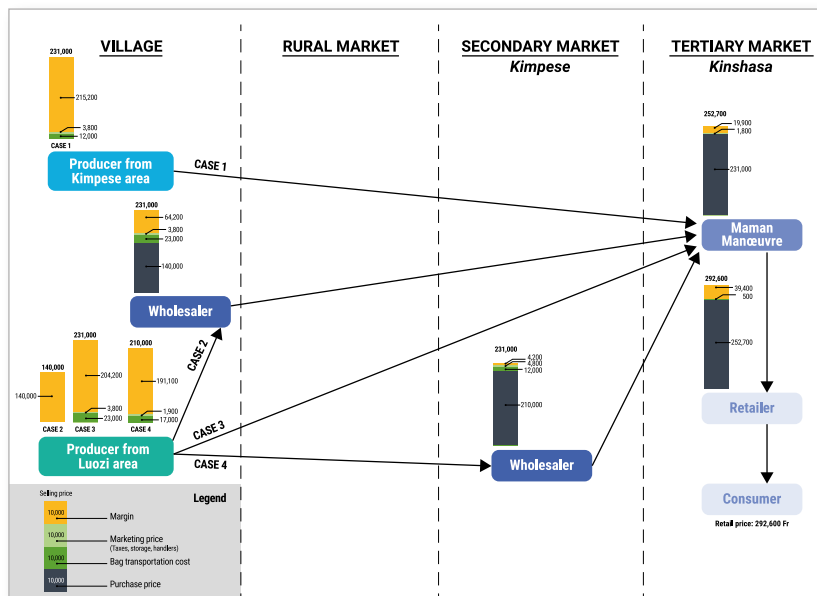 VILLAGE
RURAL MARKET
SECONDARY MARKET
Kimpese
TERTIARY MARKET
Kinshasa
231,000
215,200
3,800
12,000
CASE 1
Producer from
Kimpese area
CASE 1
252,700
19,900
1,800
231,000
Maman
Manœuvre
231,000
64,200
3,800
23,000
140,000
Wholesaler
CASE 2
292,600
39,400
500
252,700
Retailer
140,000
140,000
CASE 2
231,000
204,200
3,800
23,000
CASE 3
210,000
191,100
1,900
17,000
CASE 4
Producer from
Luozi area
CASE 3
CASE 4
231,000
4,200
4,800
12,000
210,000
Wholesaler
Consumer
Retail price: 292,600 Fr
Legend
Selling price
10,000
Margin
10,000
Marketing price
(Taxes, storage, handlers)
10,000
Bag transportation cost
10,000
Purchase price